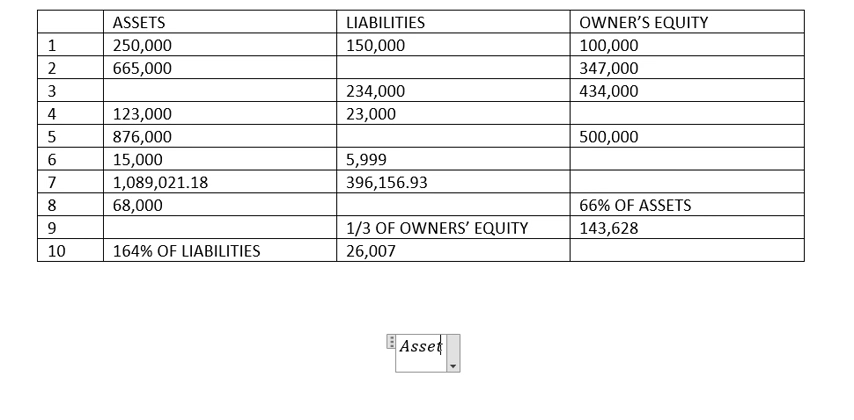 ASSETS LIABILITIES OWNER’S EQUITY
1 250,000 150,000 100,000
2 665,000 347,000
3 234,000 434,000
4 123,000 23,000
5 876,000 500,000
6 15,000 5,999
7 1,089,021.18 396,156.93
8 68,000 66% OF ASSETS
9 1/3 OF OWNERS’ EQUITY 143,628
10 164% OF LIABILITIES 26,007
Asset